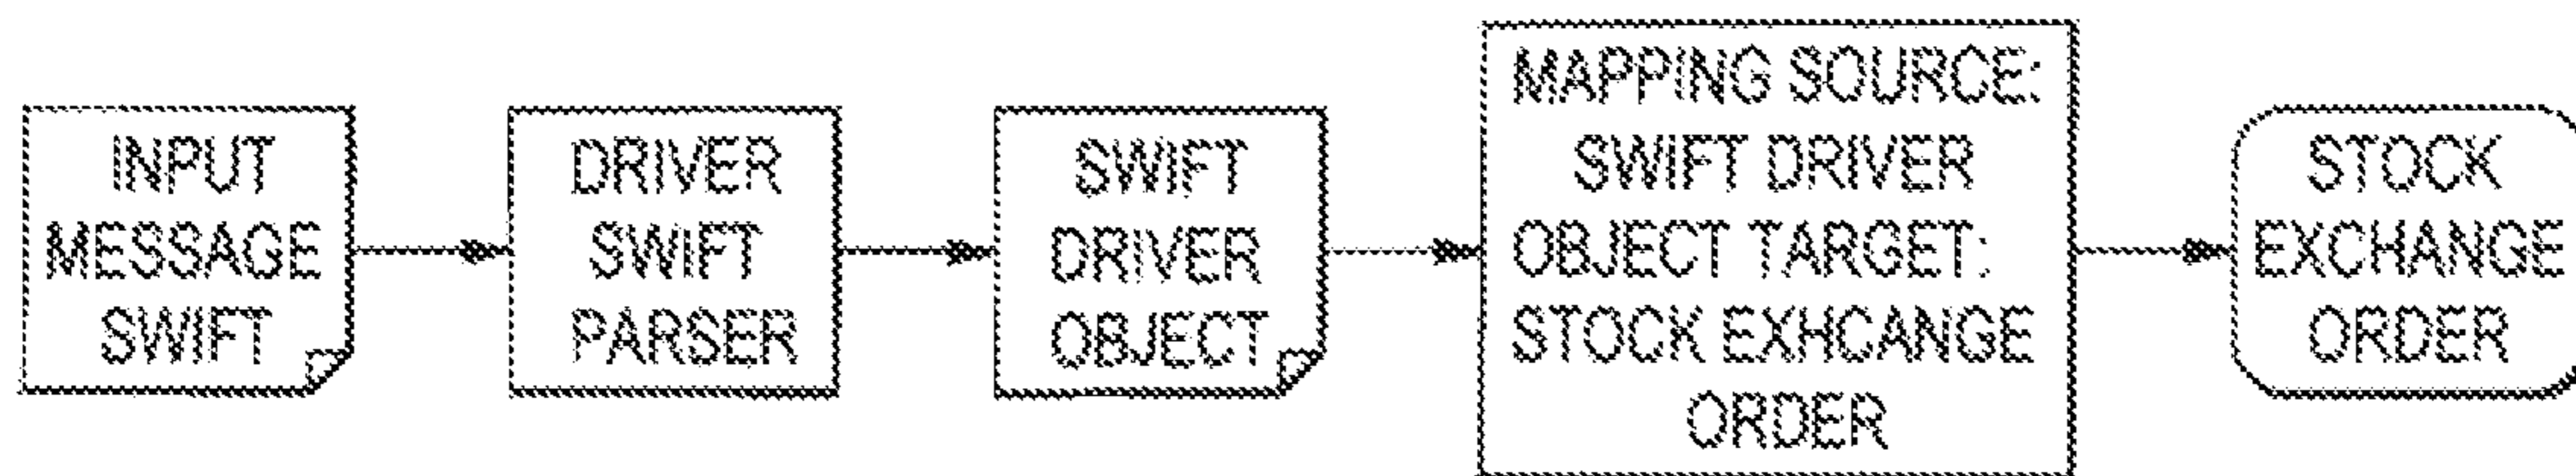 INPUT
MESSAGE
SWIFT
DRIVER
SWIFT
PARSER
SWIFT
DRIVER
OBJECT
MAPPING SOURCE:
SWIFT DRIVER
OBJECT TARGET:
STOCK EXHCANGE
ORDER
STOCK
EXCHANGE
ORDER